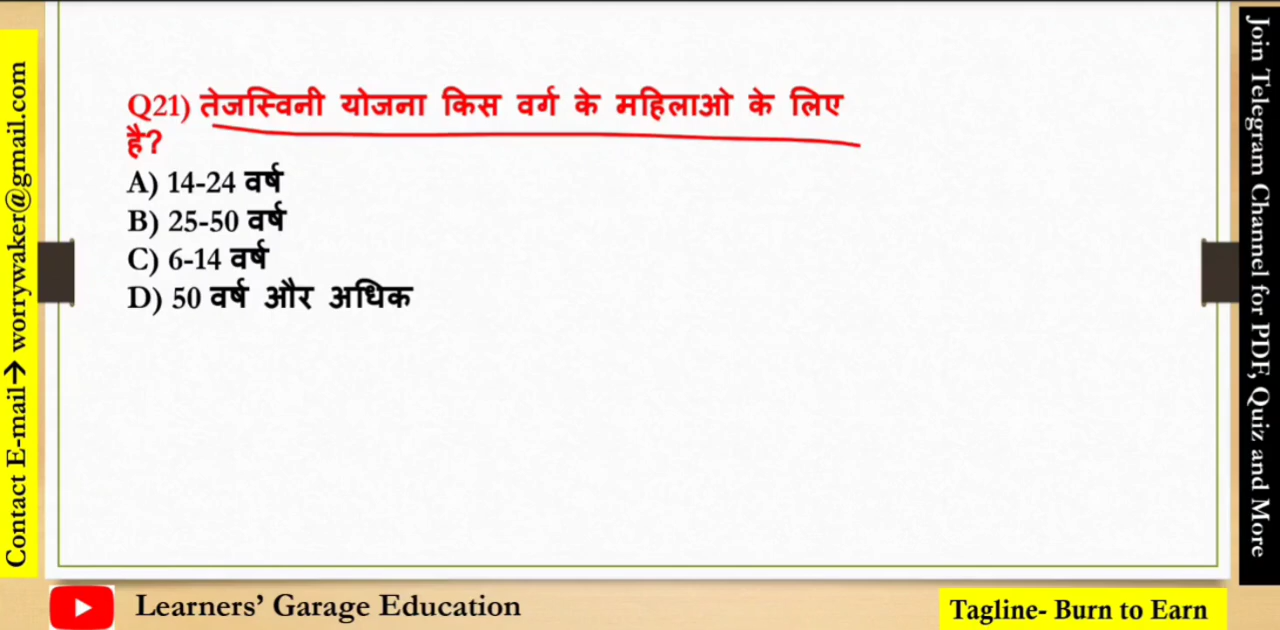 Q21) तेजस्विनी योजना किस वर्ग के महिलाओ के लिए
है?
A) 14-24 वर्ष
B) 25-50 वर्ष
C) 6-14 वर्ष
D) 50 वर्ष और अधिक
Contact E-mail→ worrywaker@gmail.com
Join Telegram Channel for PDF, Quiz and More
Learners’ Garage Education
Tagline- Burn to Earn